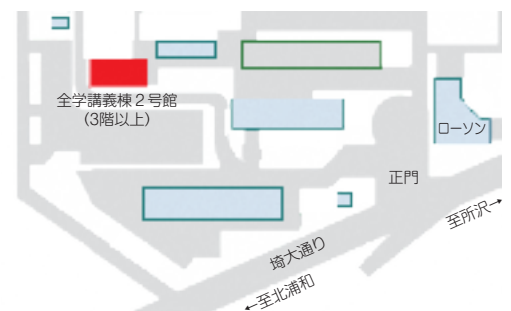 全学講義棟２号館
（3階以上）
ローソン
正門
至所沢→
埼大通り
←至北浦和